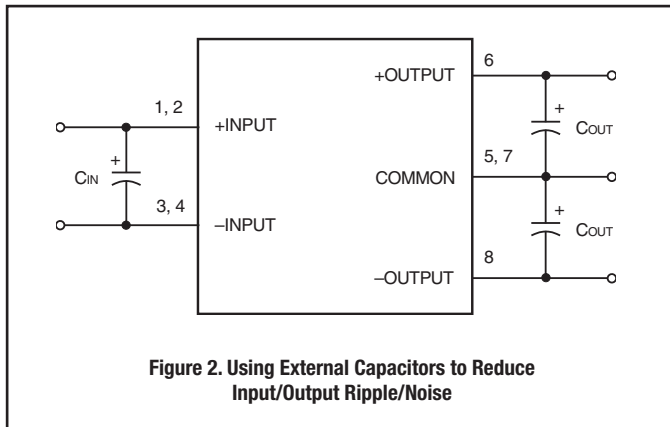 6
+OUTPUT
1, 2
+
+INPUT
COUT
5, 7
+
COMMON
CIN
+
3, 4
COUT
–INPUT
8
–OUTPUT
Figure 2. Using External Capacitors to Reduce
Input/Output Ripple/Noise